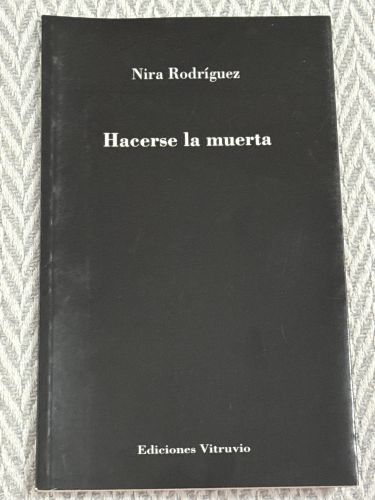 Nira Rodríguez
Hacerse la muerta
Ediciones Vitruvio